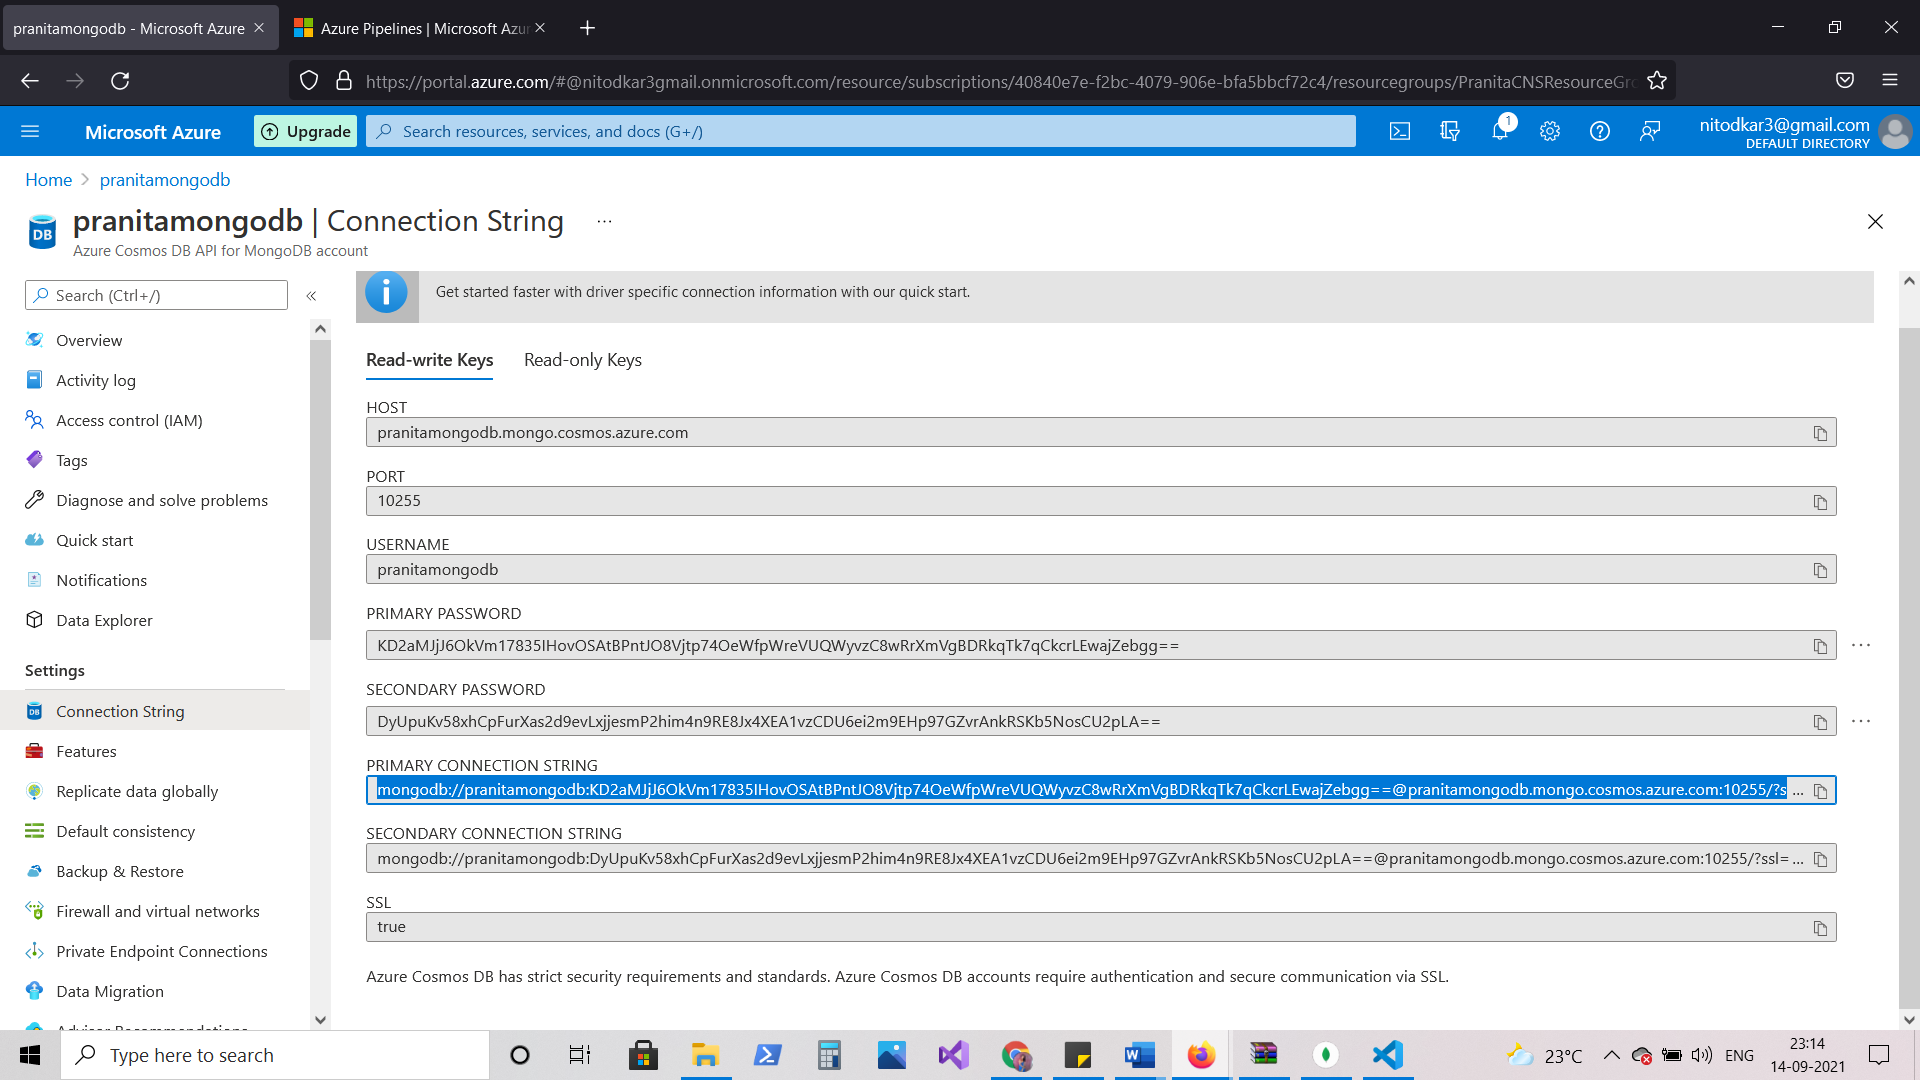 pranitamongodb - Microsoft Azure
Azure Pipelines | Microsoft Azur
https://portal.azure.com/#@nitodkar3gmail.onmicrosoft.com/resource/subscriptions/40840e7e-f2bc-4079-906e-bfa5bbcf72c4/resourcegroups/PranitaCNSResourceGro
Microsoft Azure
Upgrade
Search resources, services, and docs (G+/)
1
nitodkar3@gmail.com
DEFAULT DIRECTORY
Home > pranitamongodb
pranitamongodb | Connection String ...
Azure Cosmos DB API for MongoDB account
Search (Ctrl+/)
Overview
Activity log
Access control (IAM)
Tags
Diagnose and solve problems
Quick start
Notifications
Data Explorer
Settings
Connection String
Features
Replicate data globally
Default consistency
Backup & Restore
Firewall and virtual networks
Private Endpoint Connections
Data Migration
Advisor Recommendations
Get started faster with driver specific connection information with our quick start.
Read-write Keys
Read-only Keys
HOST
pranitamongodb.mongo.cosmos.azure.com
PORT
10255
USERNAME
pranitamongodb
PRIMARY PASSWORD
KD2aMJjJ6OkVm17835IHovOSAtBPntJO8Vjtp74OeWfpWreVUQWyvzC8wRrXmVgBDRkqTk7qCkcrLEwajZebgg==
SECONDARY PASSWORD
DyUpuKv58xhCpFurXas2d9evLxjjesmP2him4n9RE8Jx4XEA1vzCDU6ei2m9EHp97GZvrAnkRSKb5NosCU2pLA==
PRIMARY CONNECTION STRING
mongodb://pranitamongodb:KD2aMJjJ6OkVm17835IHovOSAtBPntJO8Vjtp74OeWfpWreVUQWyvzC8wRrXmVgBDRkqTk7qCkcrLEwajZebgg==@pranitamongodb.mongo.cosmos.azure.com:10255/?s ...
SECONDARY CONNECTION STRING
mongodb://pranitamongodb:DyUpuKv58xhCpFurXas2d9evLxjjesmP2him4n9RE8Jx4XEA1vzCDU6ei2m9EHp97GZvrAnkRSKb5NosCU2pLA==@pranitamongodb.mongo.cosmos.azure.com:10255/?ssl= ...
SSL
true
Azure Cosmos DB has strict security requirements and standards. Azure Cosmos DB accounts require authentication and secure communication via SSL.
Type here to search
23°C
ENG
23:14
14-09-2021